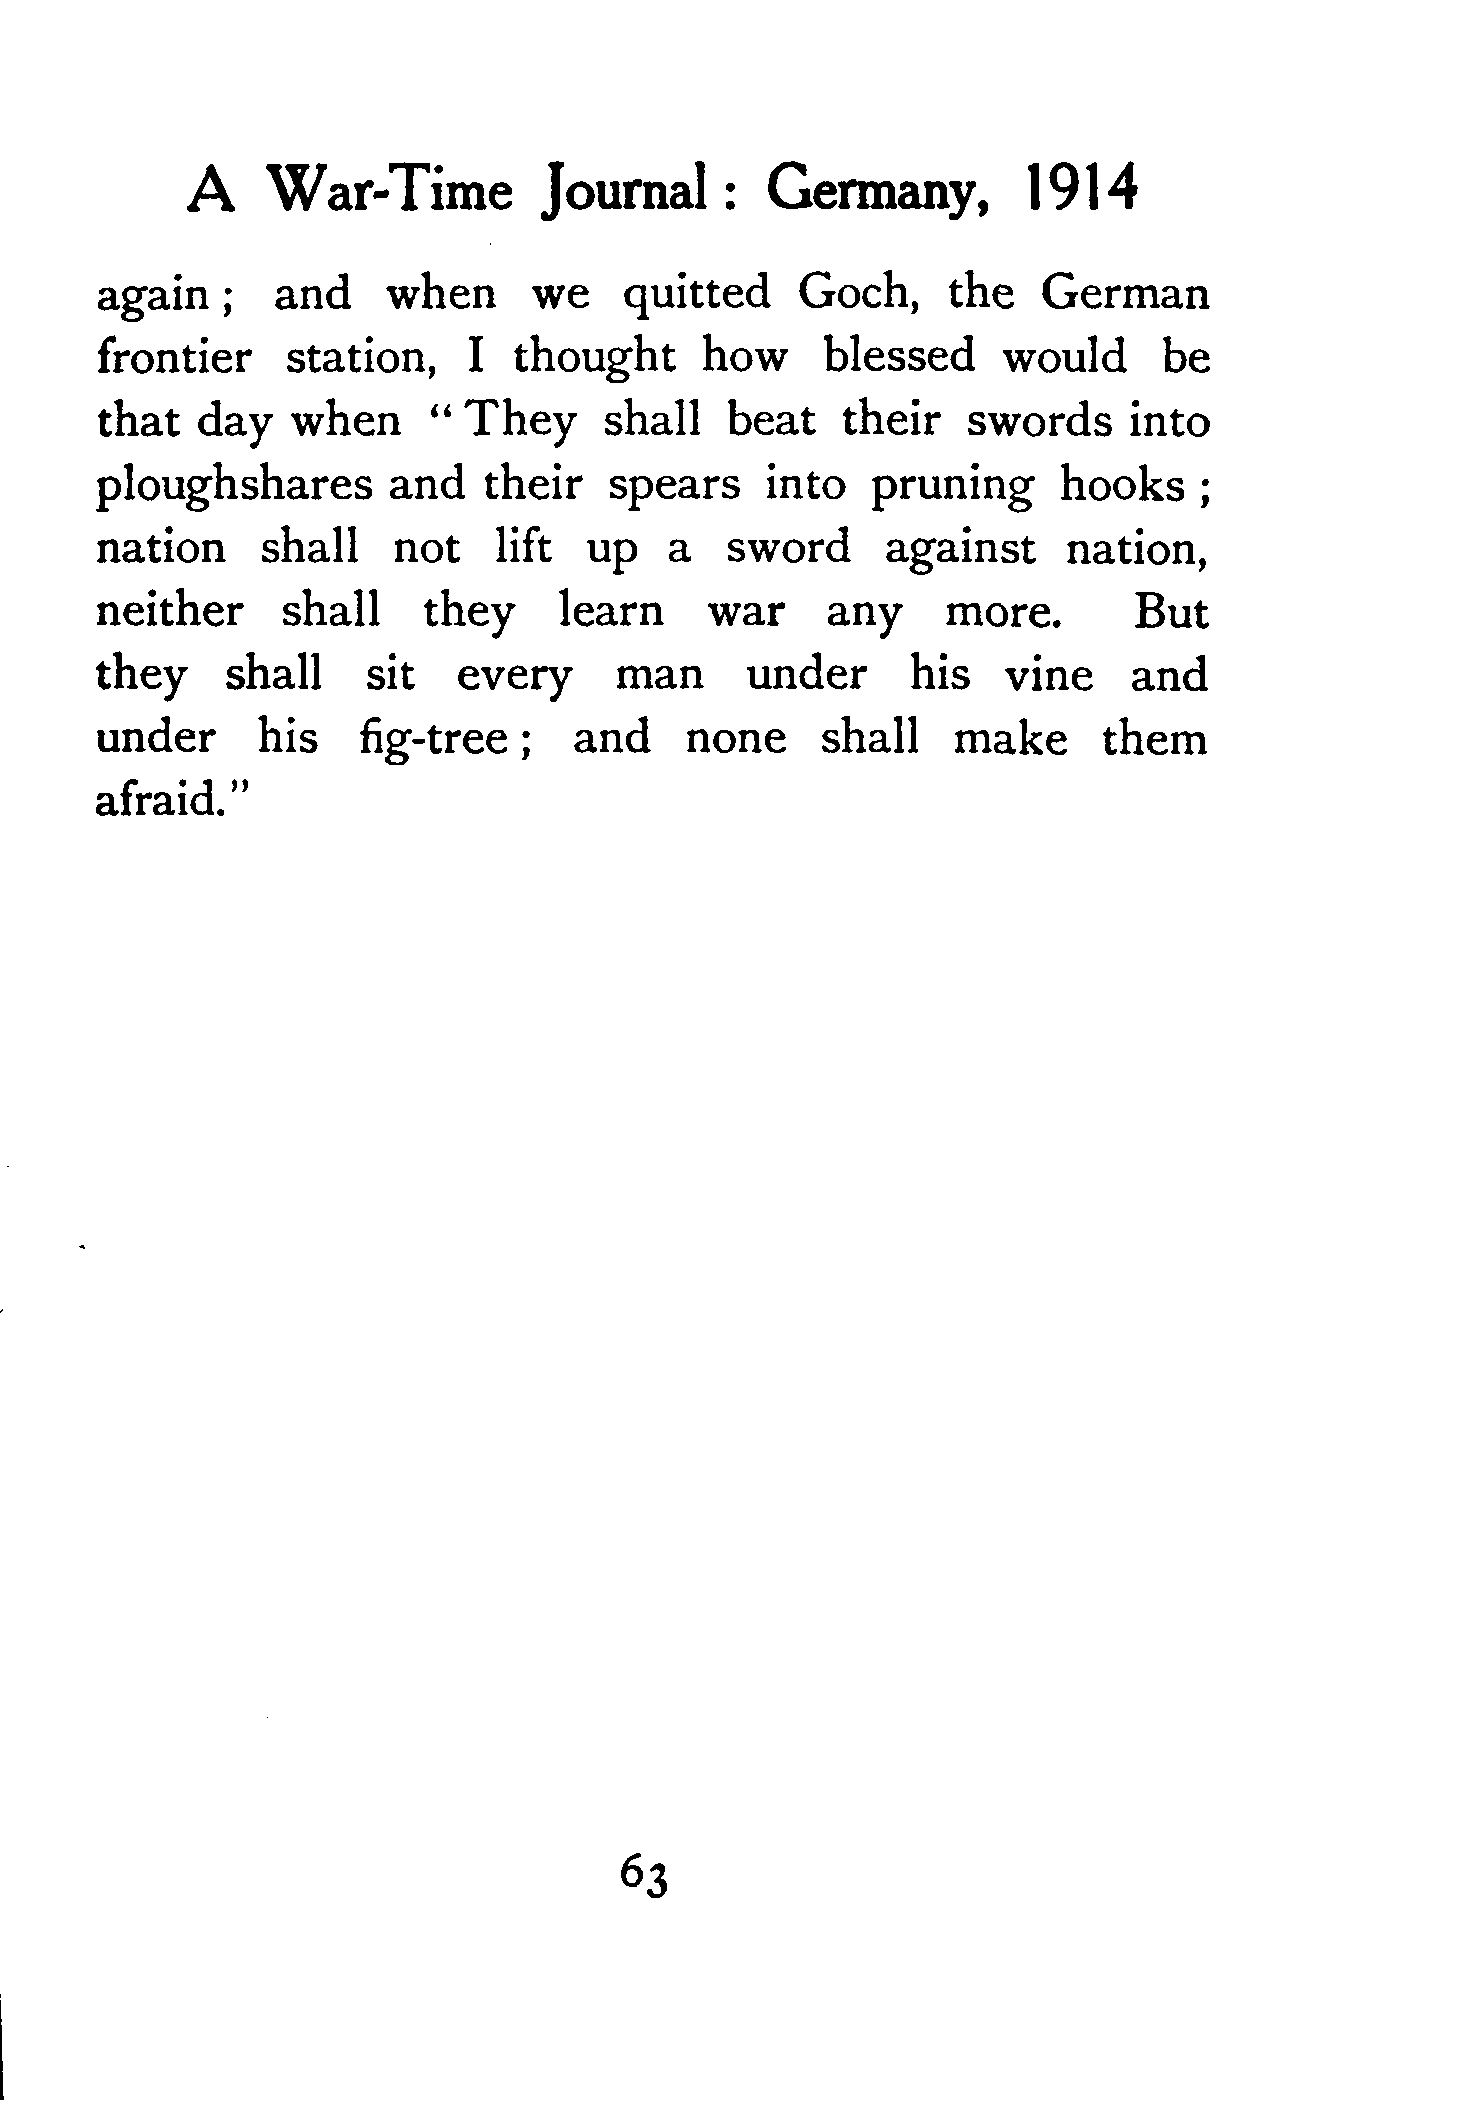 A War-Time Journal : Germany, 1914
again ; and when we quitted Goch, the German
frontier station, I thought how blessed would be
that day when “ They shall beat their swords into
ploughshares and their spears into pruning hooks ;
nation shall not lift up a sword against nation,
neither shall they learn war any more. But
they shall sit every man under his vine and
under his fig-tree ; and none shall make them
afraid.”
63